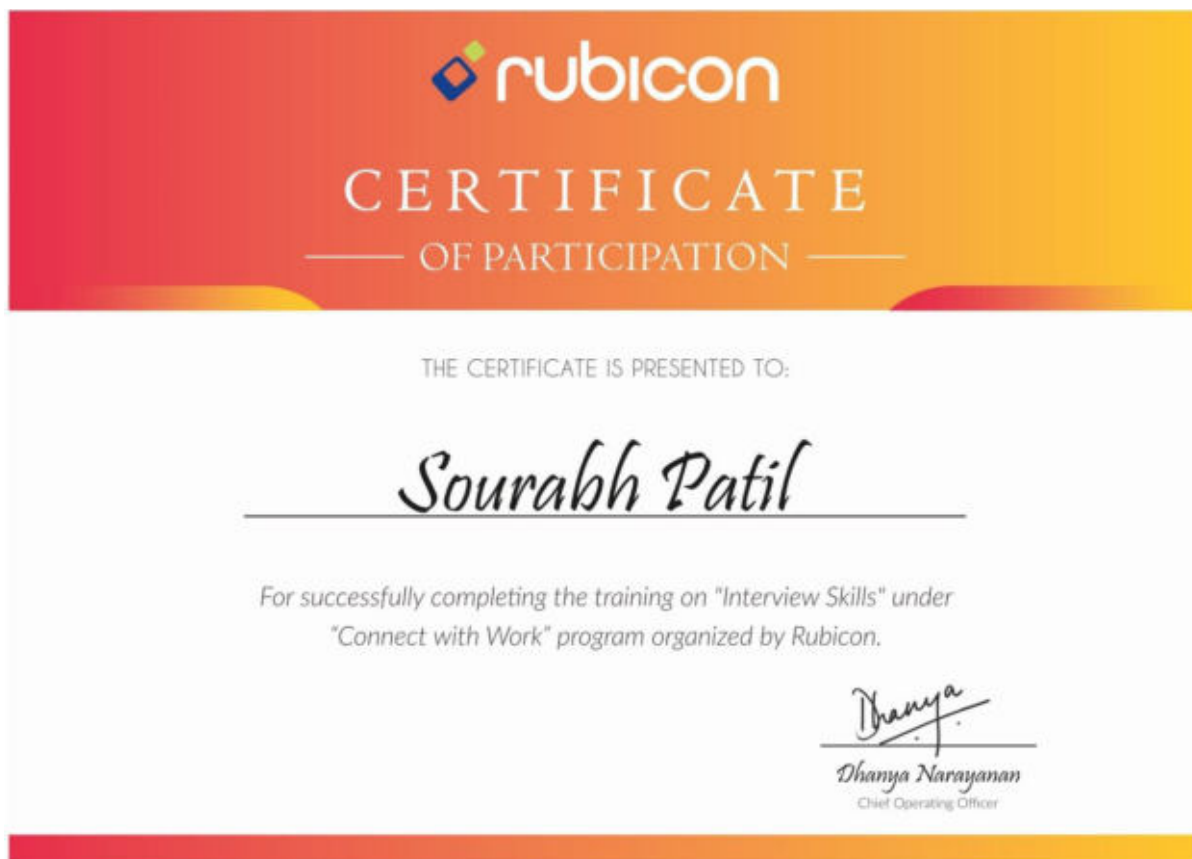 rubicon
CERTIFICATE
OF PARTICIPATION
THE CERTIFICATE IS PRESENTED TO:
Sourabh Patil
For successfully completing the training on "Interview Skills" under
"Connect with Work" program organized by Rubicon.
Dhanya
Dhanya Narayanan
Chief Operating Officer